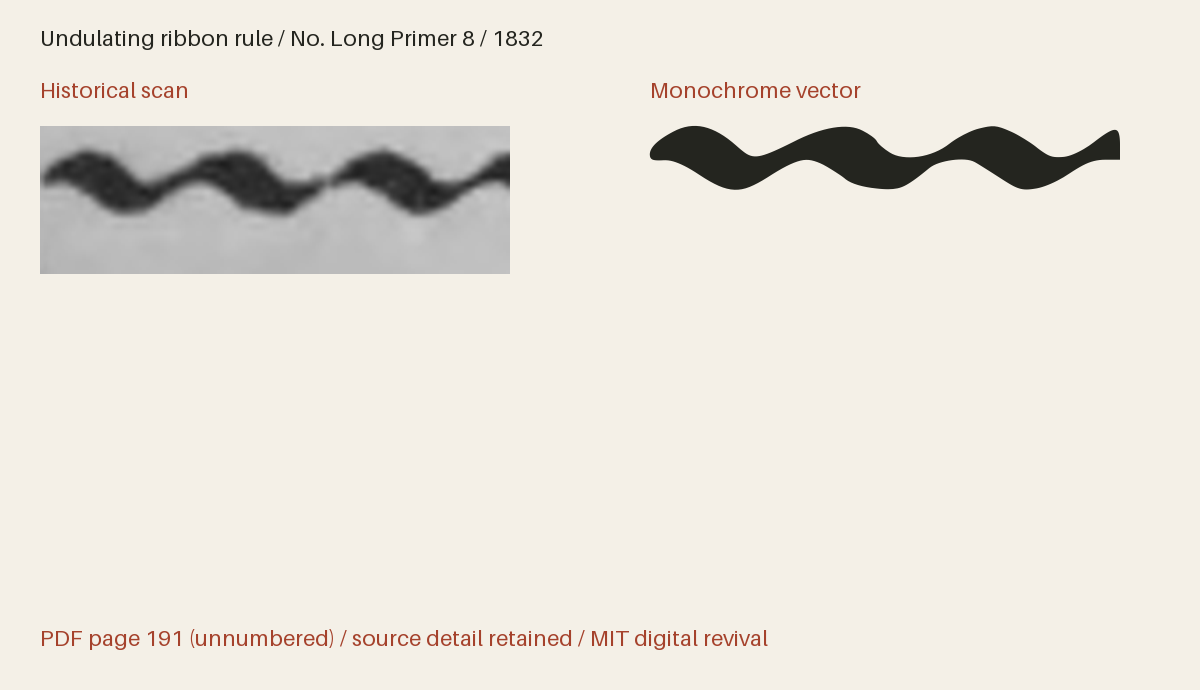 Undulating ribbon rule / No. Long Primer 8 / 1832
Historical scan
Monochrome vector
PDF page 191 (unnumbered) / source detail retained / MIT digital revival